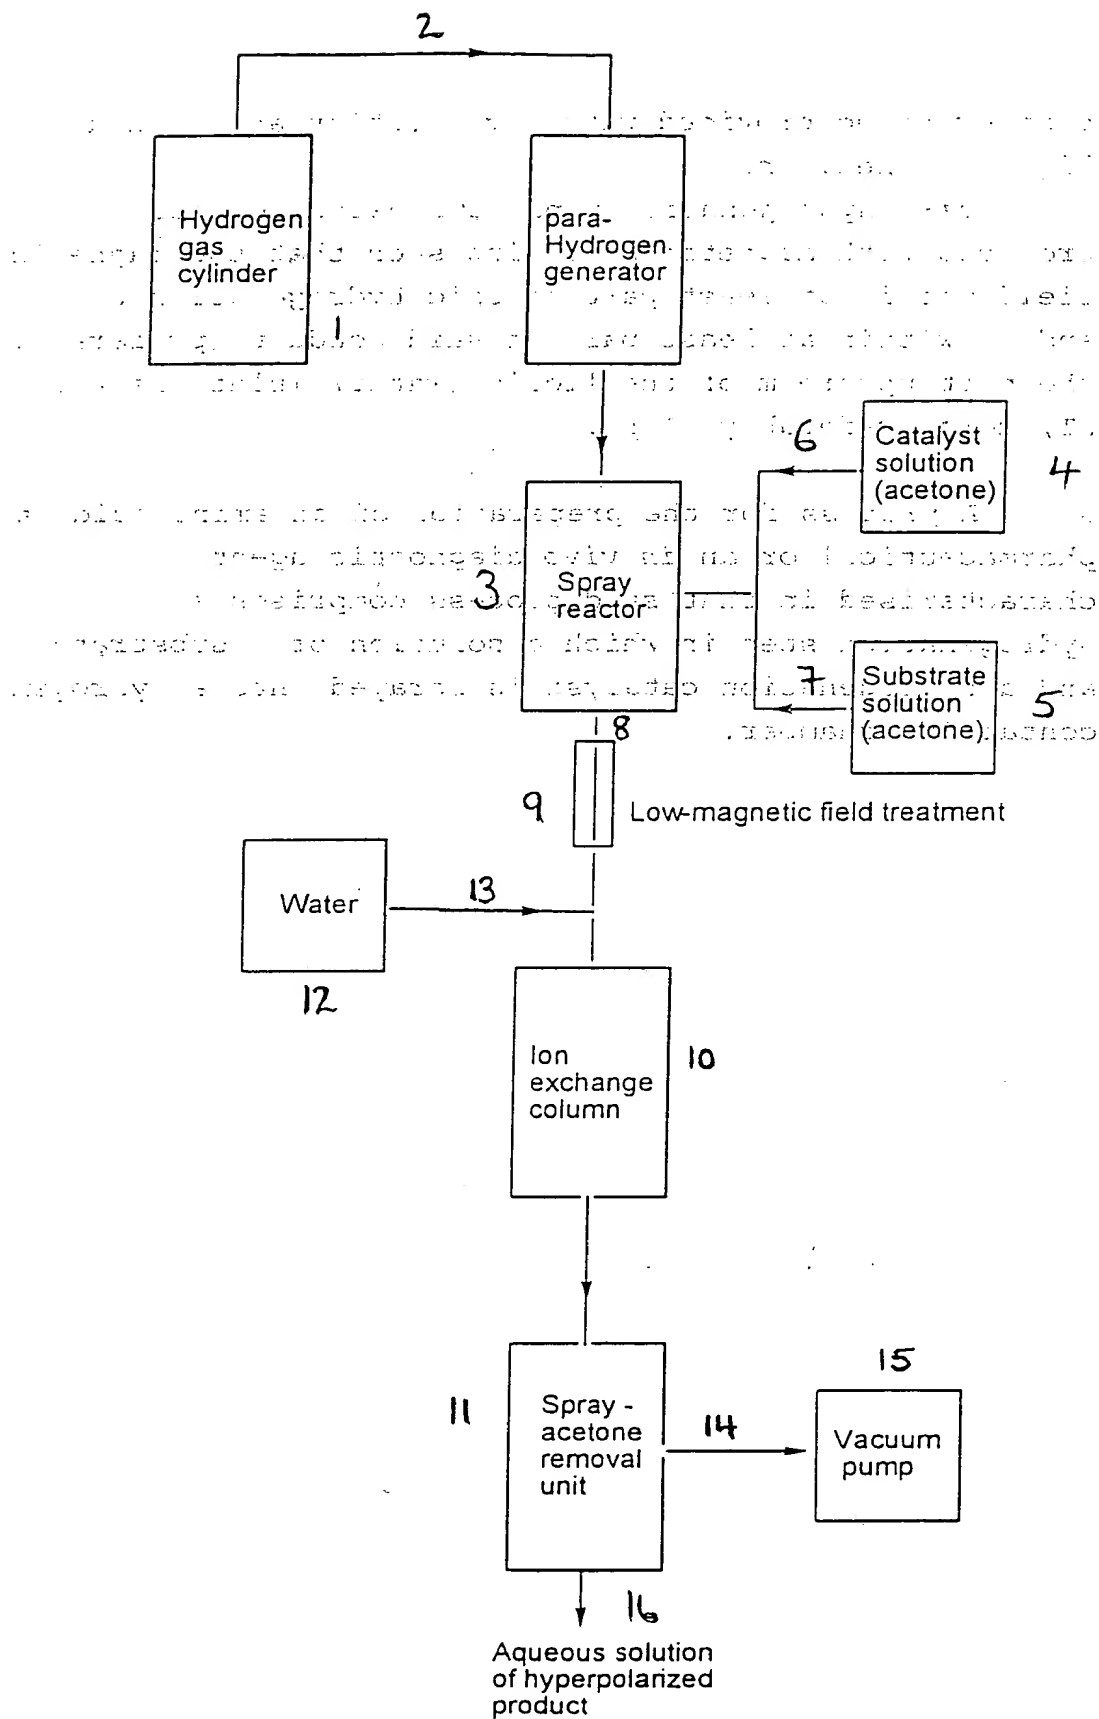 2
Hydrogen
gas
cylinder
1
para-
Hydrogen
generator
6
Catalyst
solution
(acetone)
4
3
Spray
reactor
7
Substrate
solution
(acetone)
5
8
9
Low-magnetic field treatment
Water
13
12
Ion
exchange
column
10
11
Spray -
acetone
removal
unit
14
15
Vacuum
pump
16
Aqueous solution
of hyperpolarized
product